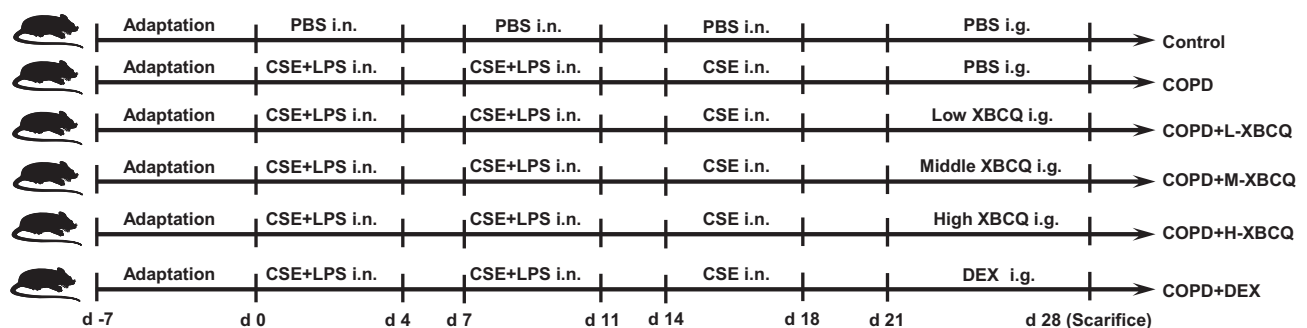 Adaptation PBS i.n. PBS i.n. PBS i.n. PBS i.g. Control
Adaptation CSE+LPS i.n. CSE+LPS i.n. CSE i.n. PBS i.g. COPD
Adaptation CSE+LPS i.n. CSE+LPS i.n. CSE i.n. Low XBCQ i.g. COPD+L-XBCQ
Adaptation CSE+LPS i.n. CSE+LPS i.n. CSE i.n. Middle XBCQ i.g. COPD+M-XBCQ
Adaptation CSE+LPS i.n. CSE+LPS i.n. CSE i.n. High XBCQ i.g. COPD+H-XBCQ
Adaptation CSE+LPS i.n. CSE+LPS i.n. CSE i.n. DEX i.g. COPD+DEX
d -7 d 0 d 4 d 7 d 11 d 14 d 18 d 21 d 28 (Scarifice)